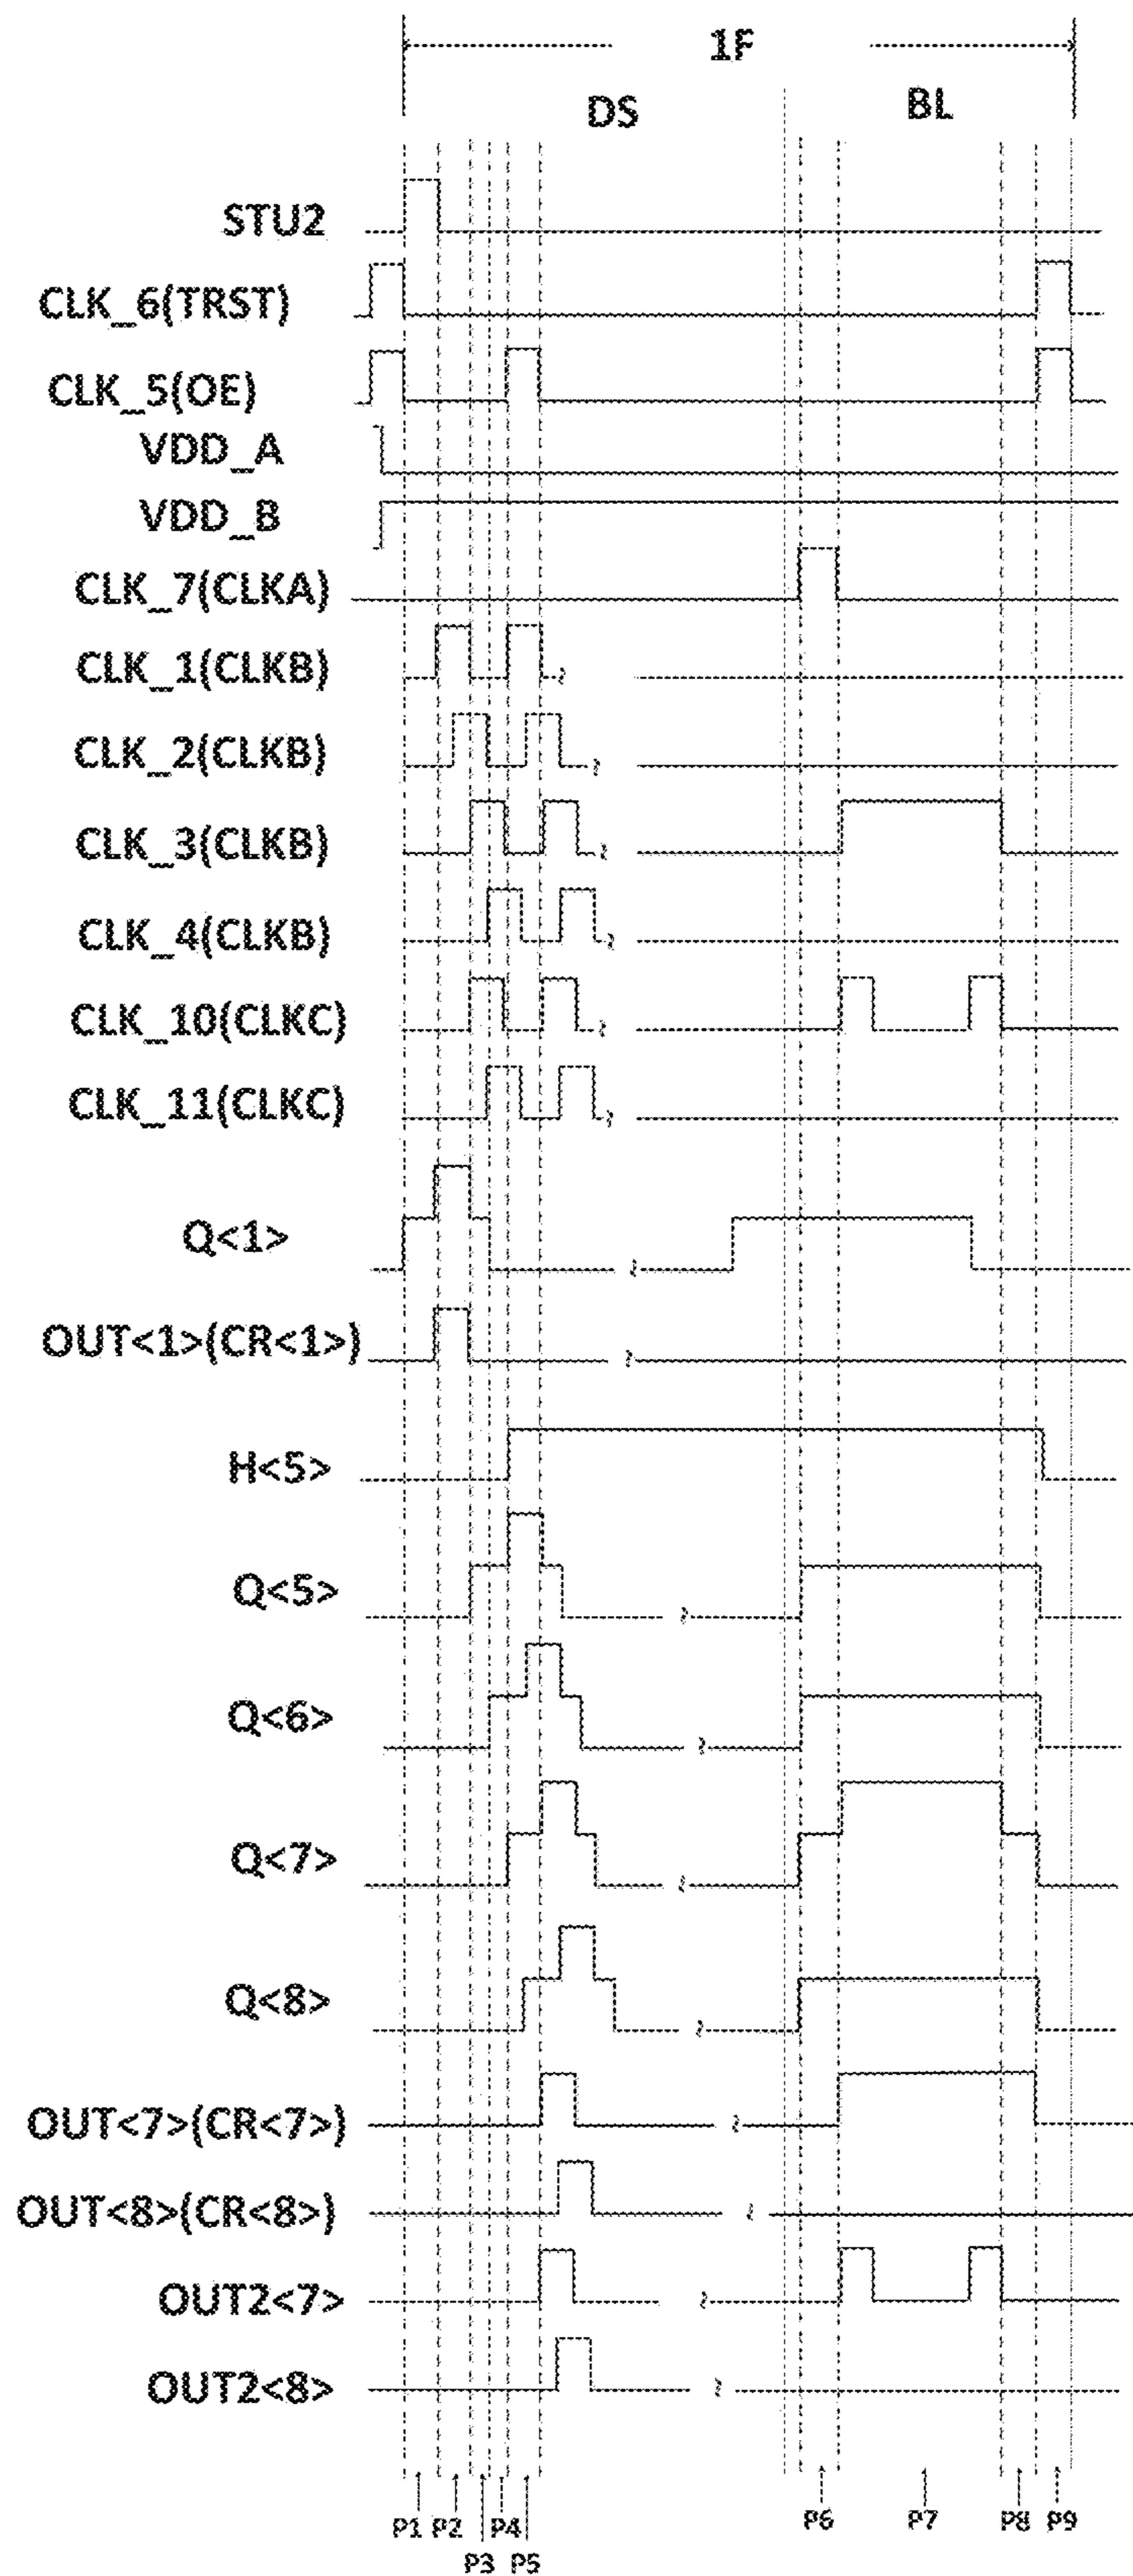 1F
DS BL
STU2
CLK_6(TRST)
CLK_5(OE)
VDD_A
VDD_B
CLK_7(CLKA)
CLK_1(CLKB)
CLK_2(CLKB)
CLK_3(CLKB)
CLK_4(CLKB)
CLK_10(CLKC)
CLK_11(CLKC)
Q<1>
OUT<1>(CR<1>)
H<5>
Q<5>
Q<6>
Q<7>
Q<8>
OUT<7>(CR<7>)
OUT<8>(CR<8>)
OUT2<7>
OUT2<8>
P1 P2 P4 P6 P7 P8 P9
P3 P5